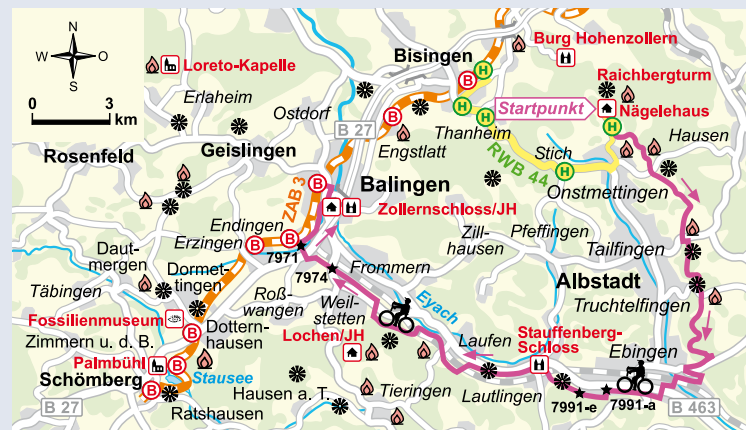 N
W O
S
0 3
km
Loreto-Kapelle
Erlaheim
Ostdorf
Rosenfeld
Geislingen
Bisingen
B
H
Burg Hohenzollern
Raichbergturm
Startpunkt
Nägelehaus
H
H
H
B
B 27
Thanheim
Engstlatt
RWB 44
Stich
H
Hausen
Onstmettingen
B
ZAB 3
Balingen
Zollernschloss/JH
Endingen
Erzingen
B
B
7971
7974
Frommern
Zill-
hausen
Pfeffingen
Tailfingen
Albstadt
Truchtelfingen
Daut-
mergen
Täbingen
Dormet-
tingen
Roß-
wangen
Weil-
stetten
Eyach
Fossilienmuseum
B
Dottern-
hausen
Zimmern u. d. B.
Palmbühl
B
Schömberg
B
Stausee
Ratshausen
B 27
Lochen/JH
Hausen a. T.
Tieringen
Laufen
Lautlingen
Stauffenberg-
Schloss
Ebingen
7991-e
7991-a
B 463